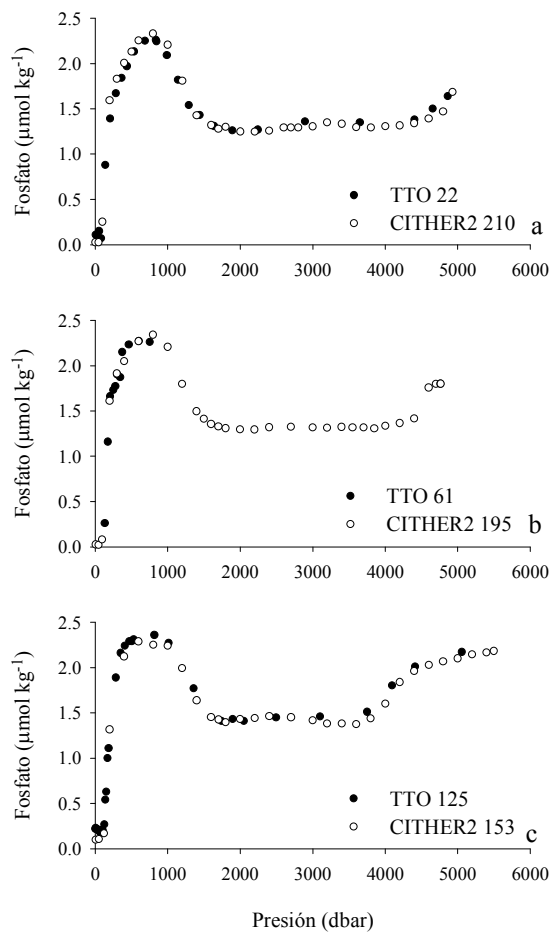 2.5
2.0
1.5
1.0
0.5
0.0
Fosfato (µmol kg⁻¹)
TTO 22
CITHER2 210
a
0 1000 2000 3000 4000 5000 6000
2.5
2.0
1.5
1.0
0.5
0.0
Fosfato (µmol kg⁻¹)
TTO 61
CITHER2 195
b
0 1000 2000 3000 4000 5000 6000
2.5
2.0
1.5
1.0
0.5
0.0
Fosfato (µmol kg⁻¹)
TTO 125
CITHER2 153
c
0 1000 2000 3000 4000 5000 6000
Presión (dbar)